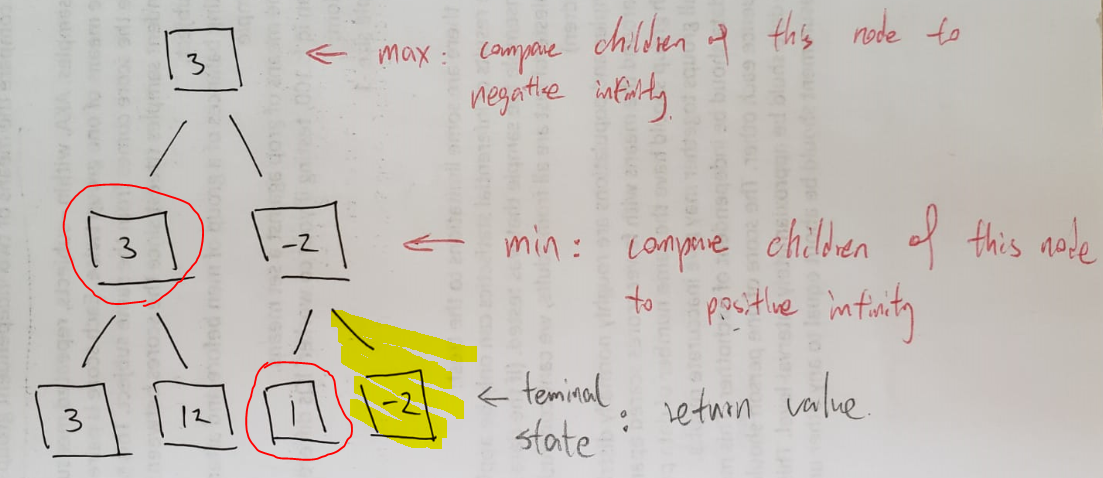 3
← max: compare children of this node to
negative infinity.
3
-2
← min: compare children of this node
to positive infinity
3
12
1
-2
← teminal
state : return value.